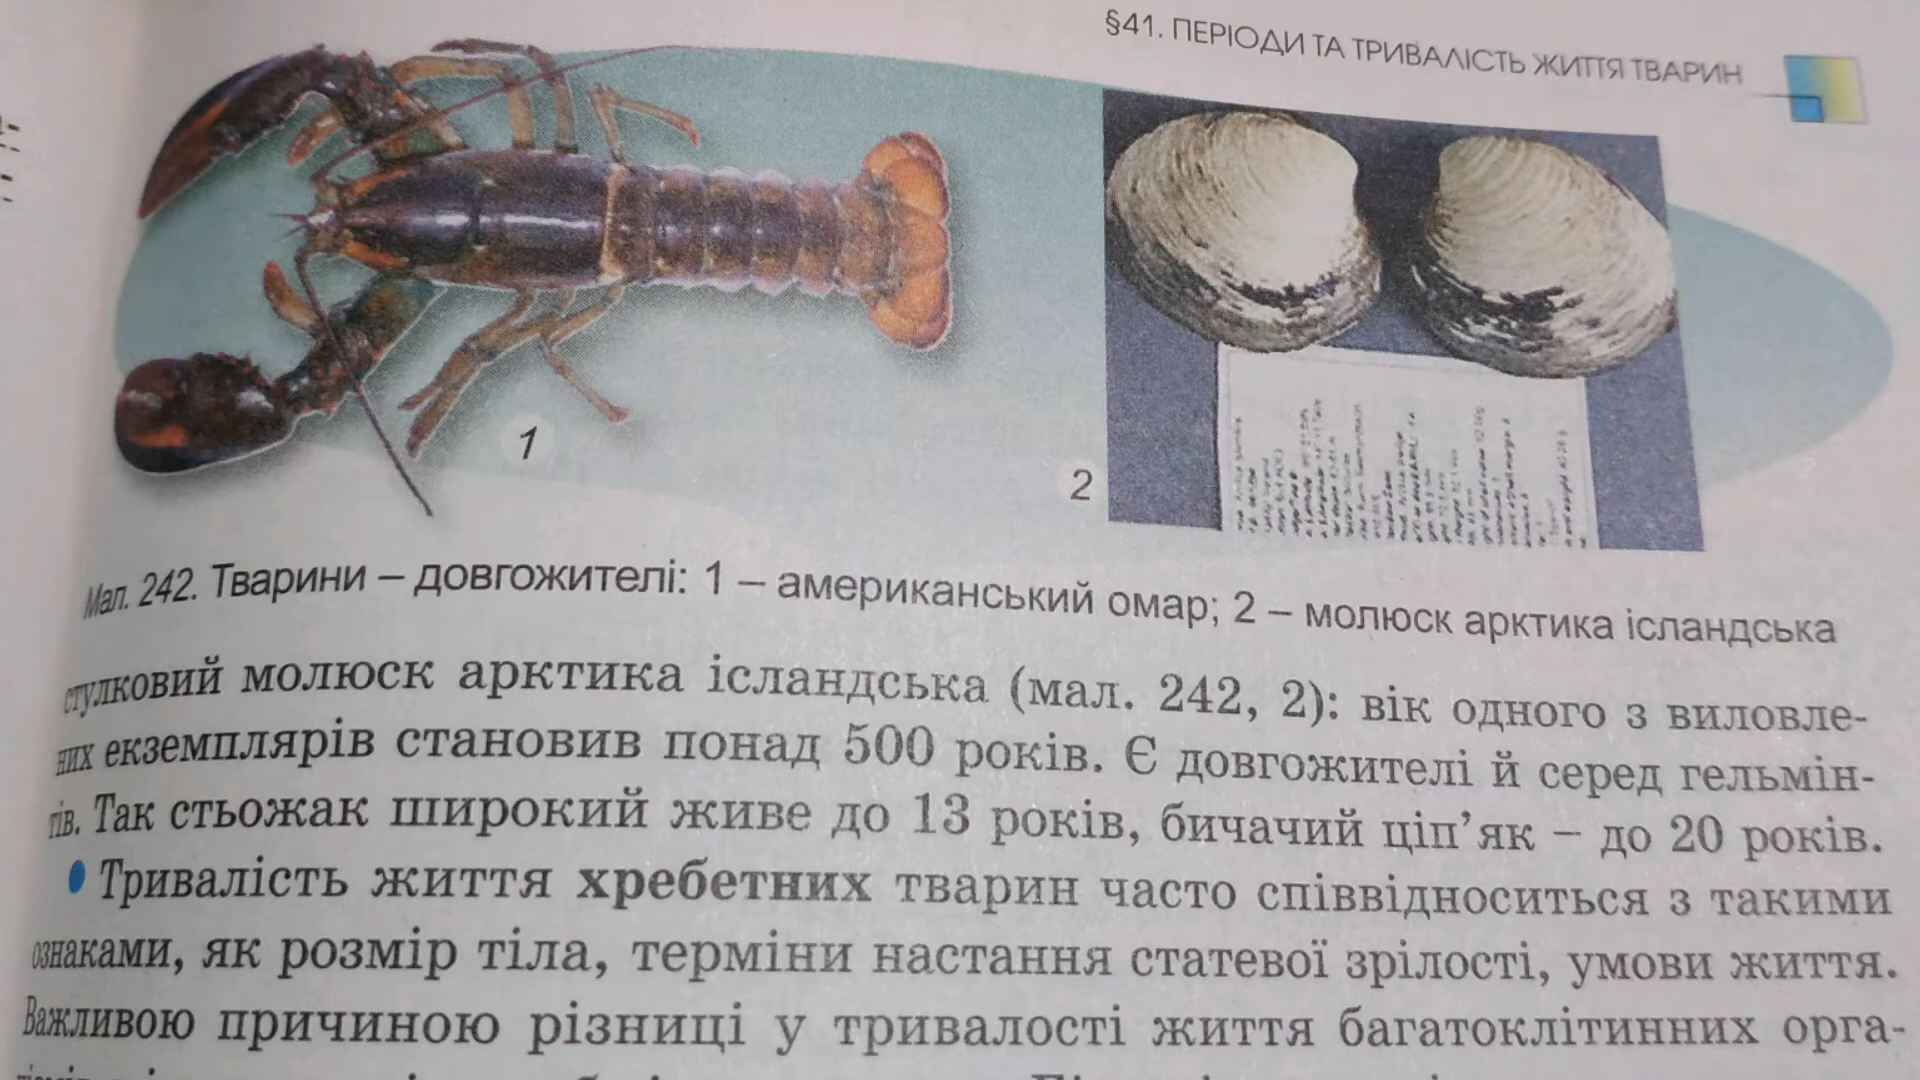 §41. ПЕРІОДИ ТА ТРИВАЛІСТЬ ЖИТТЯ ТВАРИН
1
2
Мал. 242. Тварини – довгожителі: 1 – американський омар; 2 – молюск арктика ісландська
стулковий молюск арктика ісландська (мал. 242, 2): вік одного з виловле-
них екземплярів становив понад 500 років. Є довгожителі й серед гельмін-
тів. Так стьожак широкий живе до 13 років, бичачий ціп’як – до 20 років.
• Тривалість життя хребетних тварин часто співвідноситься з такими
ознаками, як розмір тіла, терміни настання статевої зрілості, умови життя.
Важливою причиною різниці у тривалості життя багатоклітинних орга-